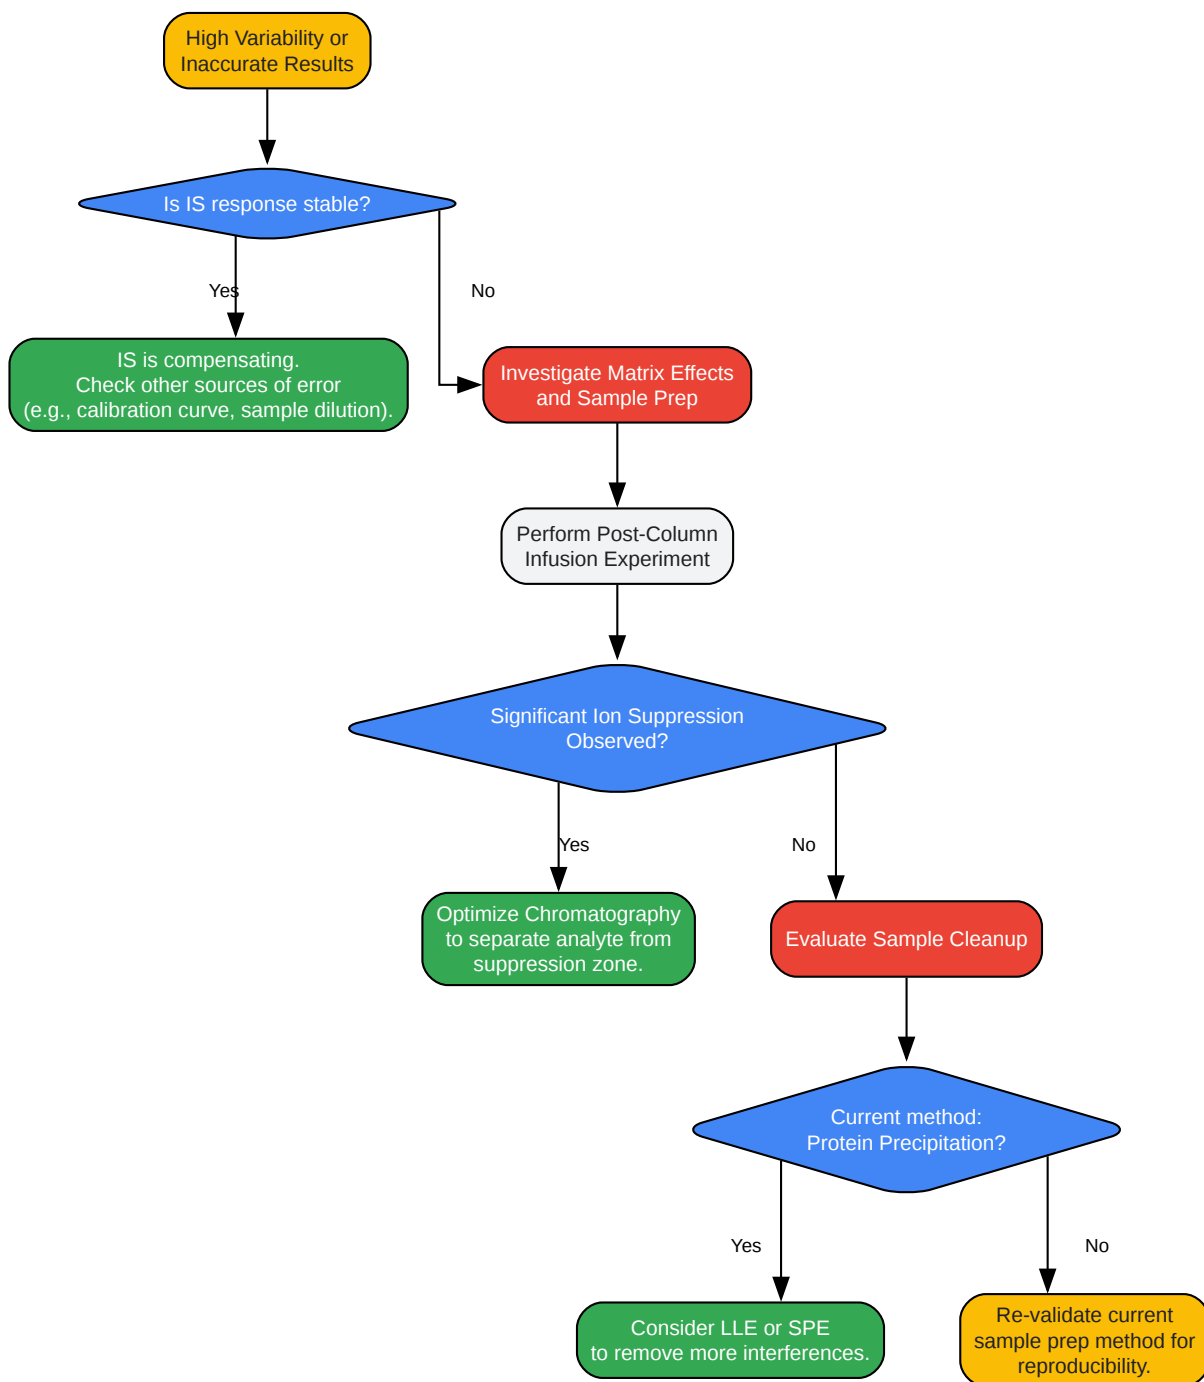 High Variability or
Inaccurate Results
Is IS response stable?
Yes
No
IS is compensating.
Check other sources of error
(e.g., calibration curve, sample dilution).
Investigate Matrix Effects
and Sample Prep
Perform Post-Column
Infusion Experiment
Significant Ion Suppression
Observed?
Yes
No
Optimize Chromatography
to separate analyte from
suppression zone.
Evaluate Sample Cleanup
Current method:
Protein Precipitation?
Yes
No
Consider LLE or SPE
to remove more interferences.
Re-validate current
sample prep method for
reproducibility.